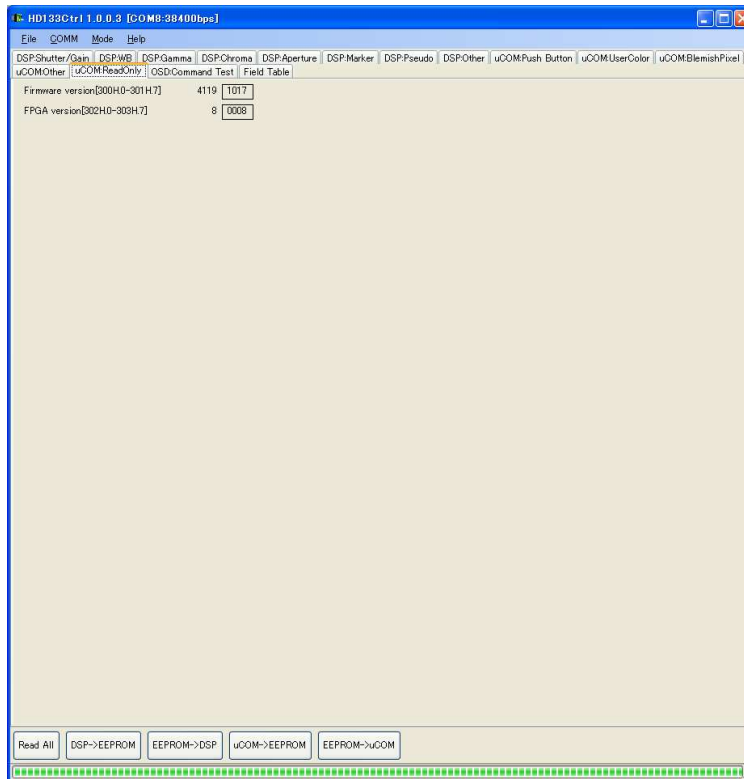 HD133Ctrl 1.0.0.3 [COM8:38400bps]
File COMM Mode Help
DSP:Shutter/Gain DSP:WB DSP:Gamma DSP:Chroma DSP:Aperture DSP:Marker DSP:Pseudo DSP:Other uCOM:Push Button uCOM:UserColor uCOM:BlemishPixel
uCOM:Other uCOM:ReadOnly OSD:Command Test Field Table
Firmware version[300H.0-301H.7] 4119 1017
FPGA version[302H.0-303H.7] 8 0008
Read All DSP->EEPROM EEPROM->DSP uCOM->EEPROM EEPROM->uCOM